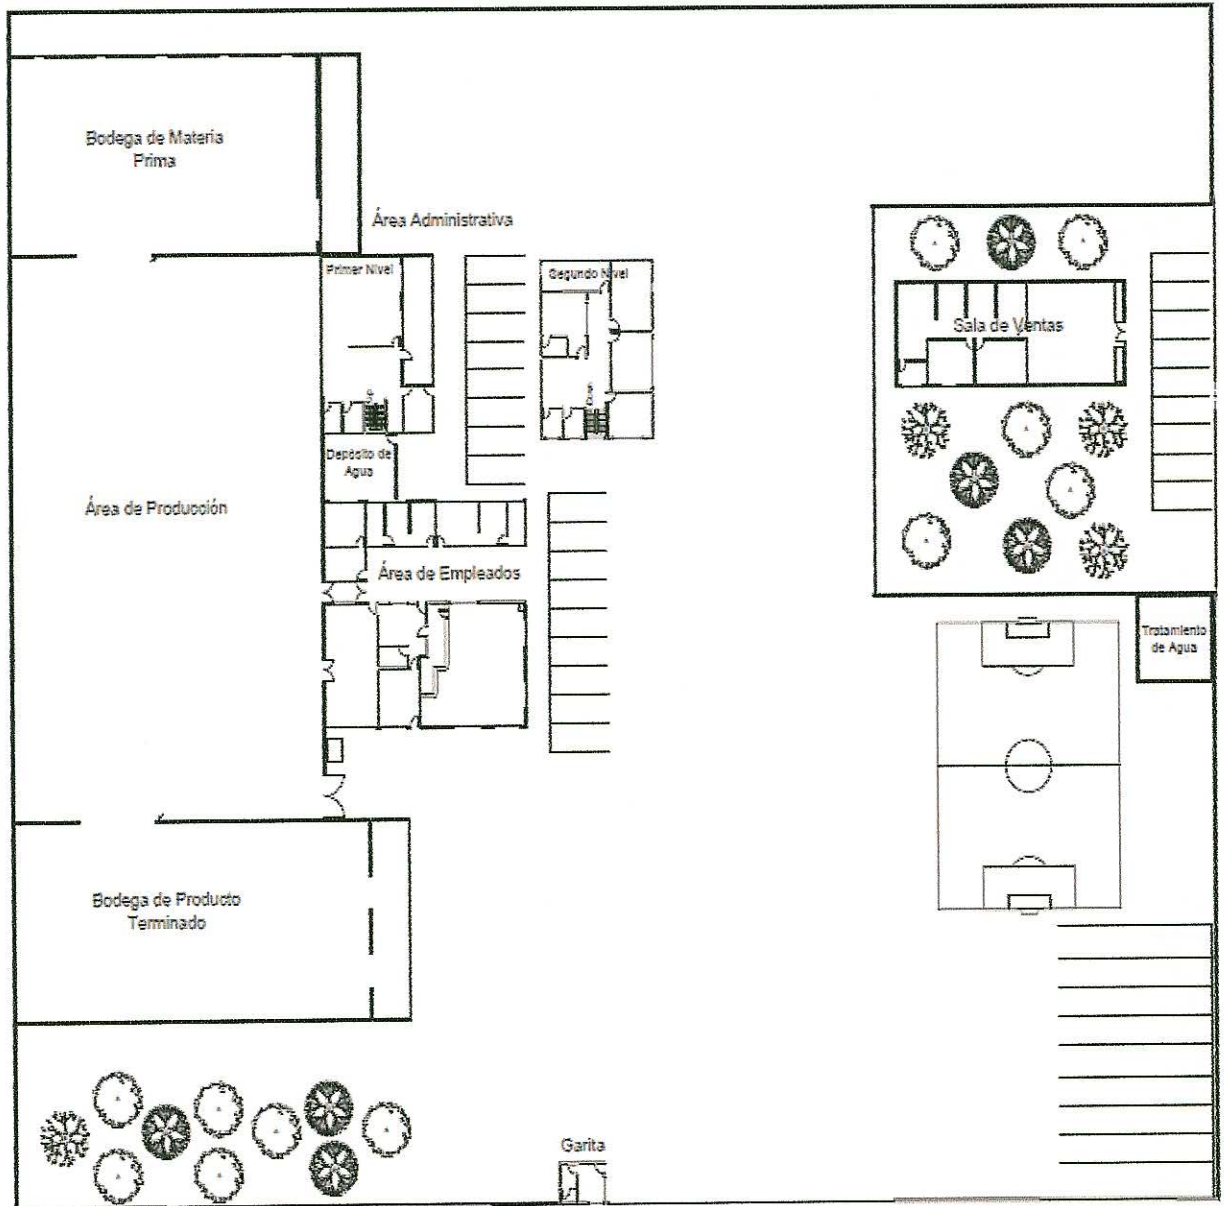 Bodega de Materia
Prima
Área Administrativa
Primer Nivel
Segundo Nivel
Sala de Ventas
Depósito de
Agua
Área de Producción
Área de Empleados
Tratamiento
de Agua
Bodega de Producto
Terminado
Garita